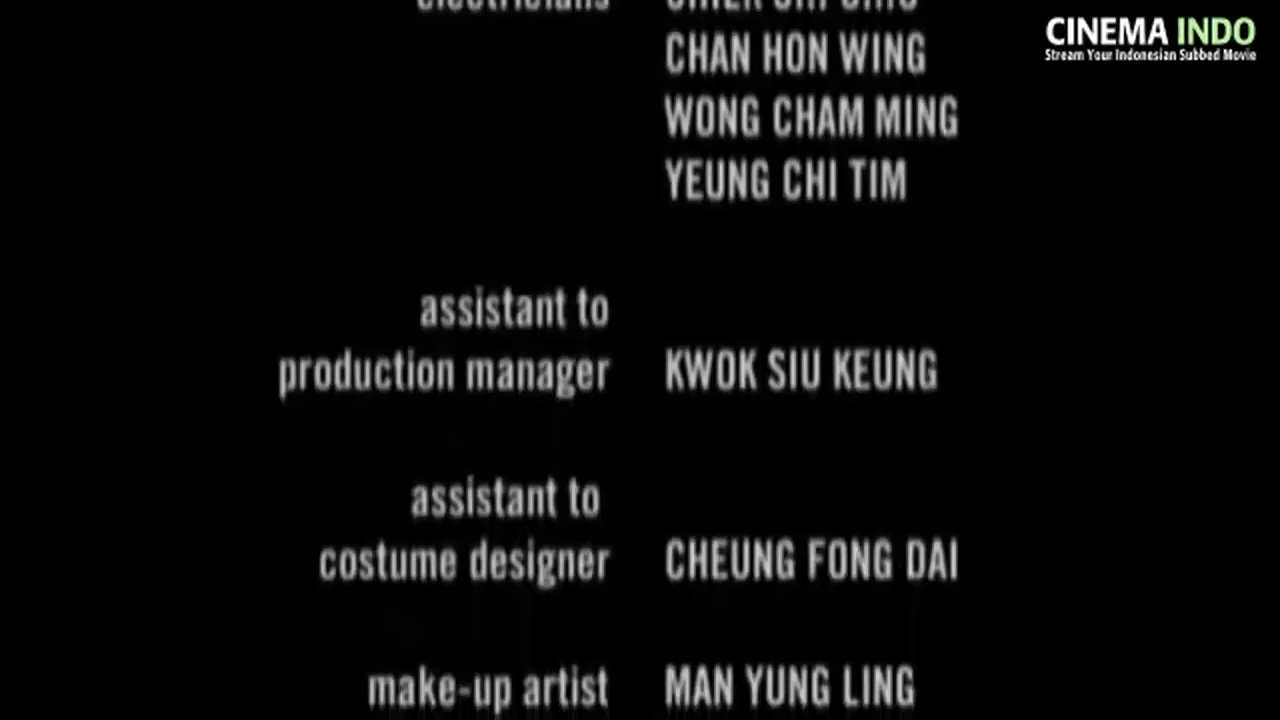 electricians
CINEMA INDO
Stream Your Indonesian Subbed Movie
CHAN HON WING
WONG CHAM MING
YEUNG CHI TIM
assistant to
production manager KWOK SIU KEUNG
assistant to
costume designer CHEUNG FONG DAI
make-up artist MAN YUNG LING